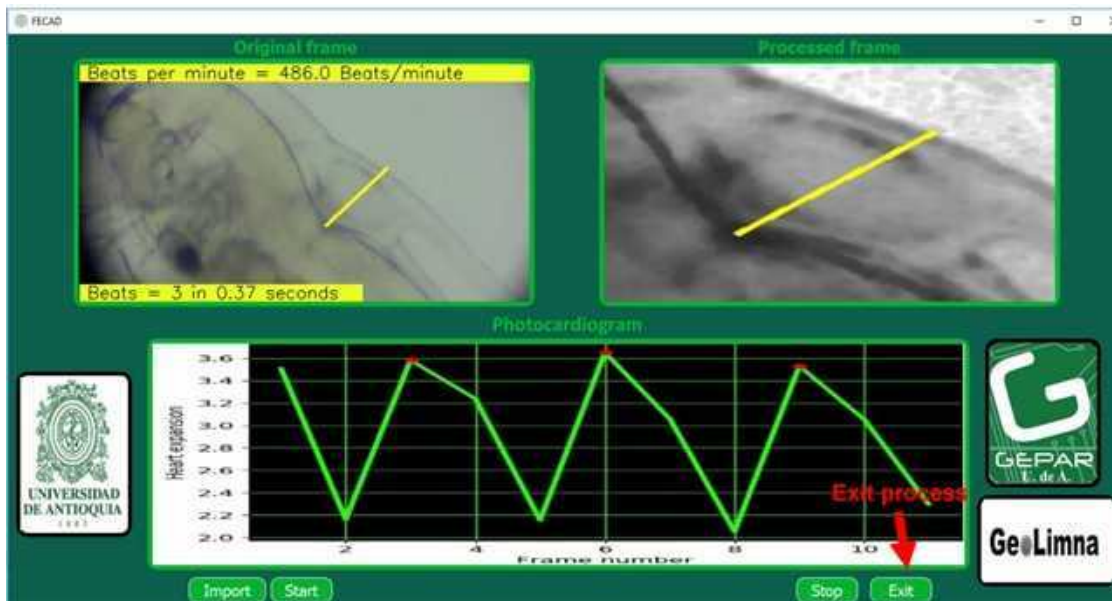 FECAD
Original frame
Processed frame
Beats per minute = 486.0 Beats/minute
Beats = 3 in 0.37 seconds
Photocardiogram
Heart expansion
3.6
3.4
3.2
3.0
2.8
2.6
2.4
2.2
2.0
2 4 6 8 10
Frame number
Exit process
UNIVERSIDAD
DE ANTIOQUIA
1803
G
GEPAR
U. de A.
GeoLimna
Import Start Stop Exit